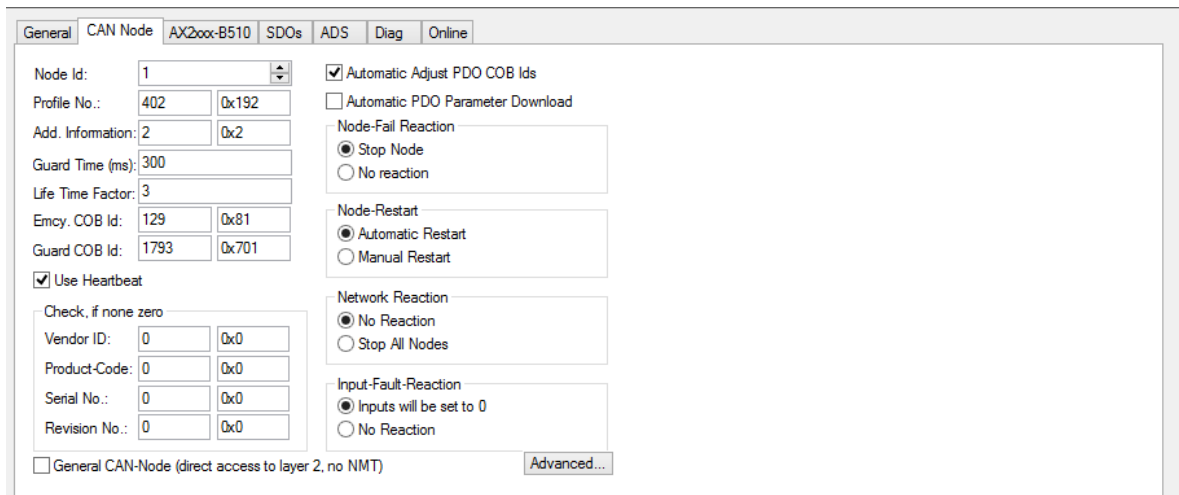 General CAN Node AX2xxx-B510 SDOs ADS Diag Online
Node Id: 1
Profile No.: 402 0x192
Add. Information: 2 0x2
Guard Time (ms): 300
Life Time Factor: 3
Emcy. COB Id: 129 0x81
Guard COB Id: 1793 0x701
Use Heartbeat
Check, if none zero
Vendor ID: 0 0x0
Product-Code: 0 0x0
Serial No.: 0 0x0
Revision No.: 0 0x0
General CAN-Node (direct access to layer 2, no NMT)
Automatic Adjust PDO COB Ids
Automatic PDO Parameter Download
Node-Fail Reaction
Stop Node
No reaction
Node-Restart
Automatic Restart
Manual Restart
Network Reaction
No Reaction
Stop All Nodes
Input-Fault-Reaction
Inputs will be set to 0
No Reaction
Advanced...